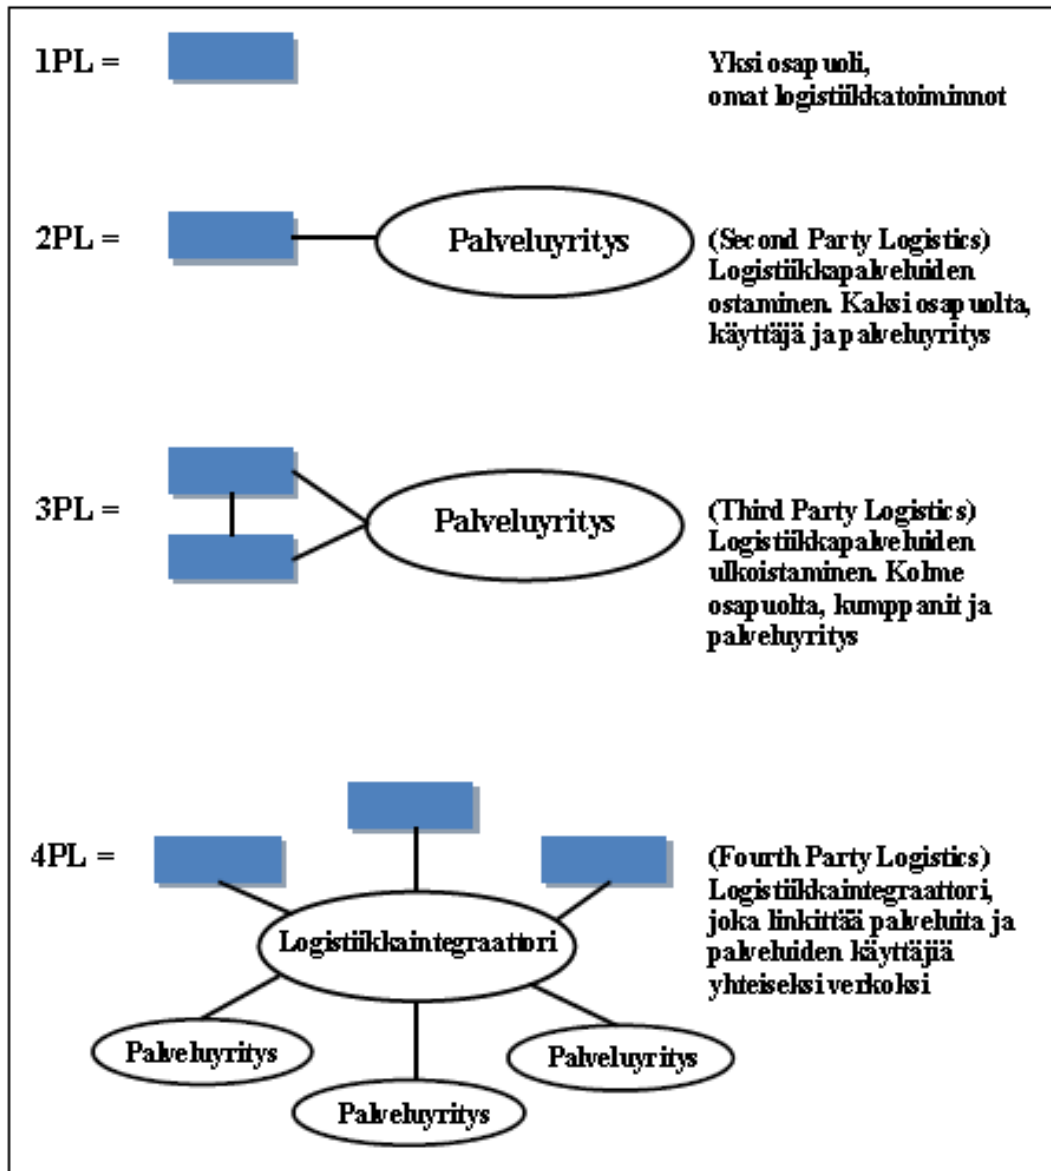 1PL =
Yksi osapuoli,
omat logistiikkatoiminnot
2PL =
Palveluyritys
(Second Party Logistics)
Logistiikkapalveluiden
ostaminen. Kaksi osapuolta,
käyttäjä ja palveluyritys
3PL =
Palveluyritys
(Third Party Logistics)
Logistiikkapalveluiden
ulkoistaminen. Kolme
osapuolta, kumppanit ja
palveluyritys
4PL =
Logistiikkaintegraattori
Palveluyritys
Palveluyritys
Palveluyritys
(Fourth Party Logistics)
Logistiikkaintegraattori,
joka linkittää palveluita ja
palveluiden käyttäjiä
yhteiseksi verkoksi